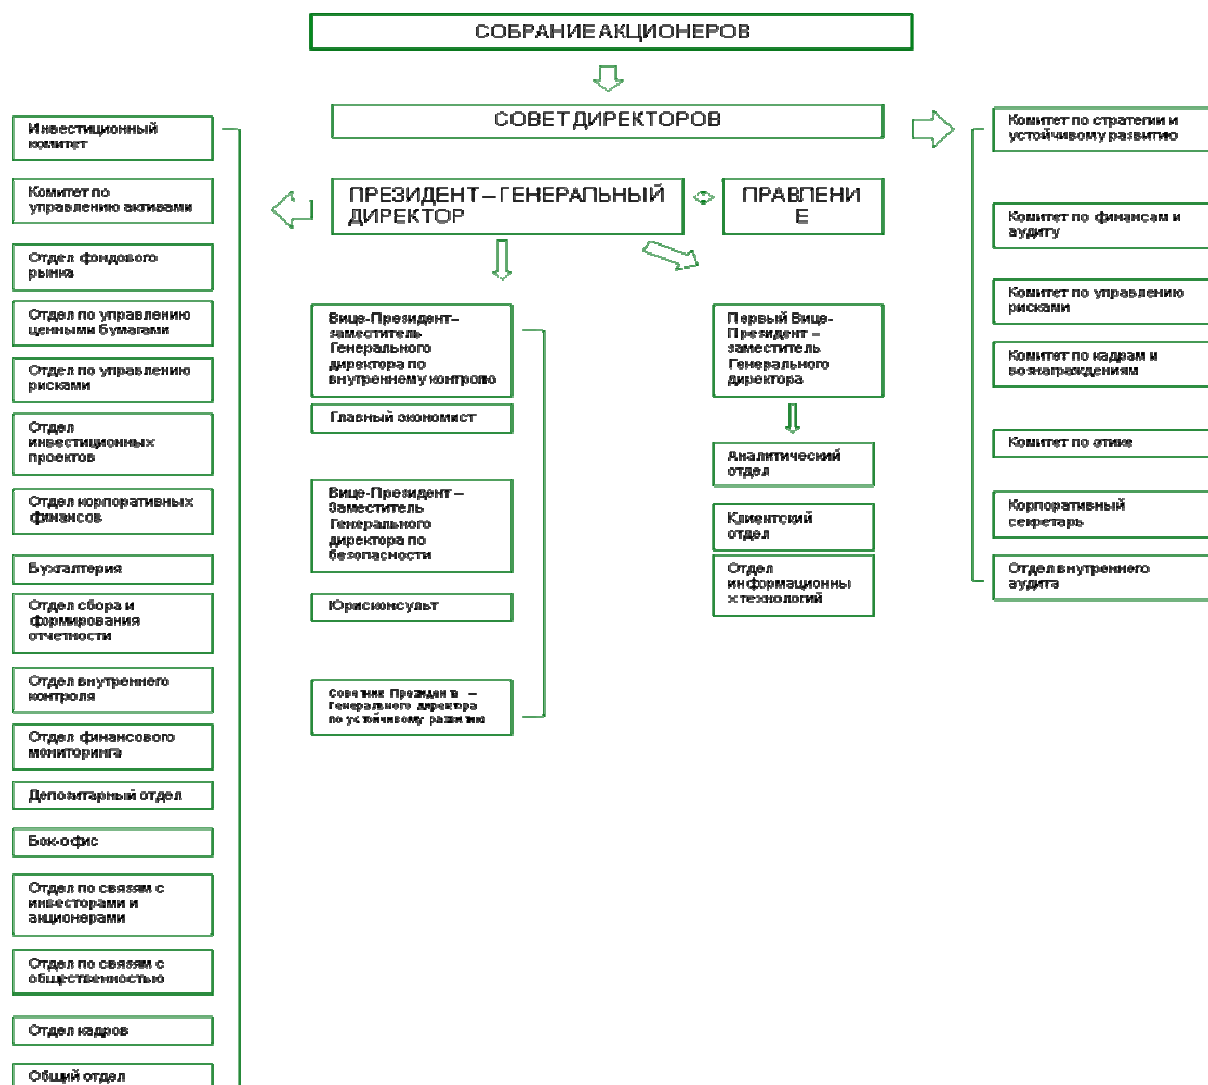 СОБРАНИЕ АКЦИОНЕРОВ
СОВЕТ ДИРЕКТОРОВ
ПРЕЗИДЕНТ – ГЕНЕРАЛЬНЫЙ
ДИРЕКТОР
ПРАВЛЕНИ
Е
Инвестиционный
комитет
Комитет по
управлению активами
Отдел фондового
рынка
Отдел по управлению
ценными бумагами
Отдел по управлению
рисками
Отдел
инвестиционных
проектов
Отдел корпоративных
финансов
Бухгалтерия
Отдел сбора и
формирования
отчетности
Отдел внутреннего
контроля
Отдел финансового
мониторинга
Депозитарный отдел
Бэк-офис
Отдел по связям с
инвесторами и
акционерами
Отдел по связям с
общественностью
Отдел кадров
Общий отдел
Вице-Президент–
заместитель
Генерального
директора по
внутреннему контролю
Главный экономист
Вице-Президент –
Заместитель
Генерального
директора по
безопасности
Юрисконсульт
Советник Президента –
Генерального директора
по устойчивому развитию
Первый Вице-
Президент –
заместитель
Генерального
директора
Аналитический
отдел
Клиентский
отдел
Отдел
информационны
х технологий
Комитет по стратегии и
устойчивому развитию
Комитет по финансам и
аудиту
Комитет по управлению
рисками
Комитет по кадрам и
вознаграждениям
Комитет по этике
Корпоративный
секретарь
Отдел внутреннего
аудита